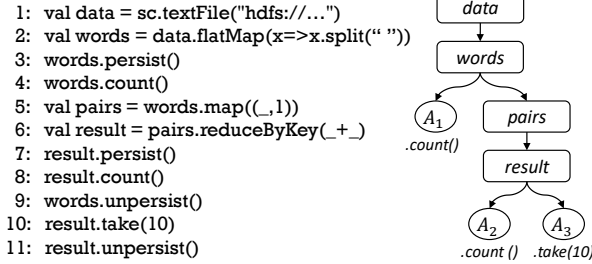 1: val data = sc.textFile("hdfs://…")
2: val words = data.flatMap(x=>x.split(“ ”))
3: words.persist()
4: words.count()
5: val pairs = words.map((_,1))
6: val result = pairs.reduceByKey(_+_)
7: result.persist()
8: result.count()
9: words.unpersist()
10: result.take(10)
11: result.unpersist()
data
words
A₁
pairs
.count()
result
A₂
A₃
.count ()
.take(10)